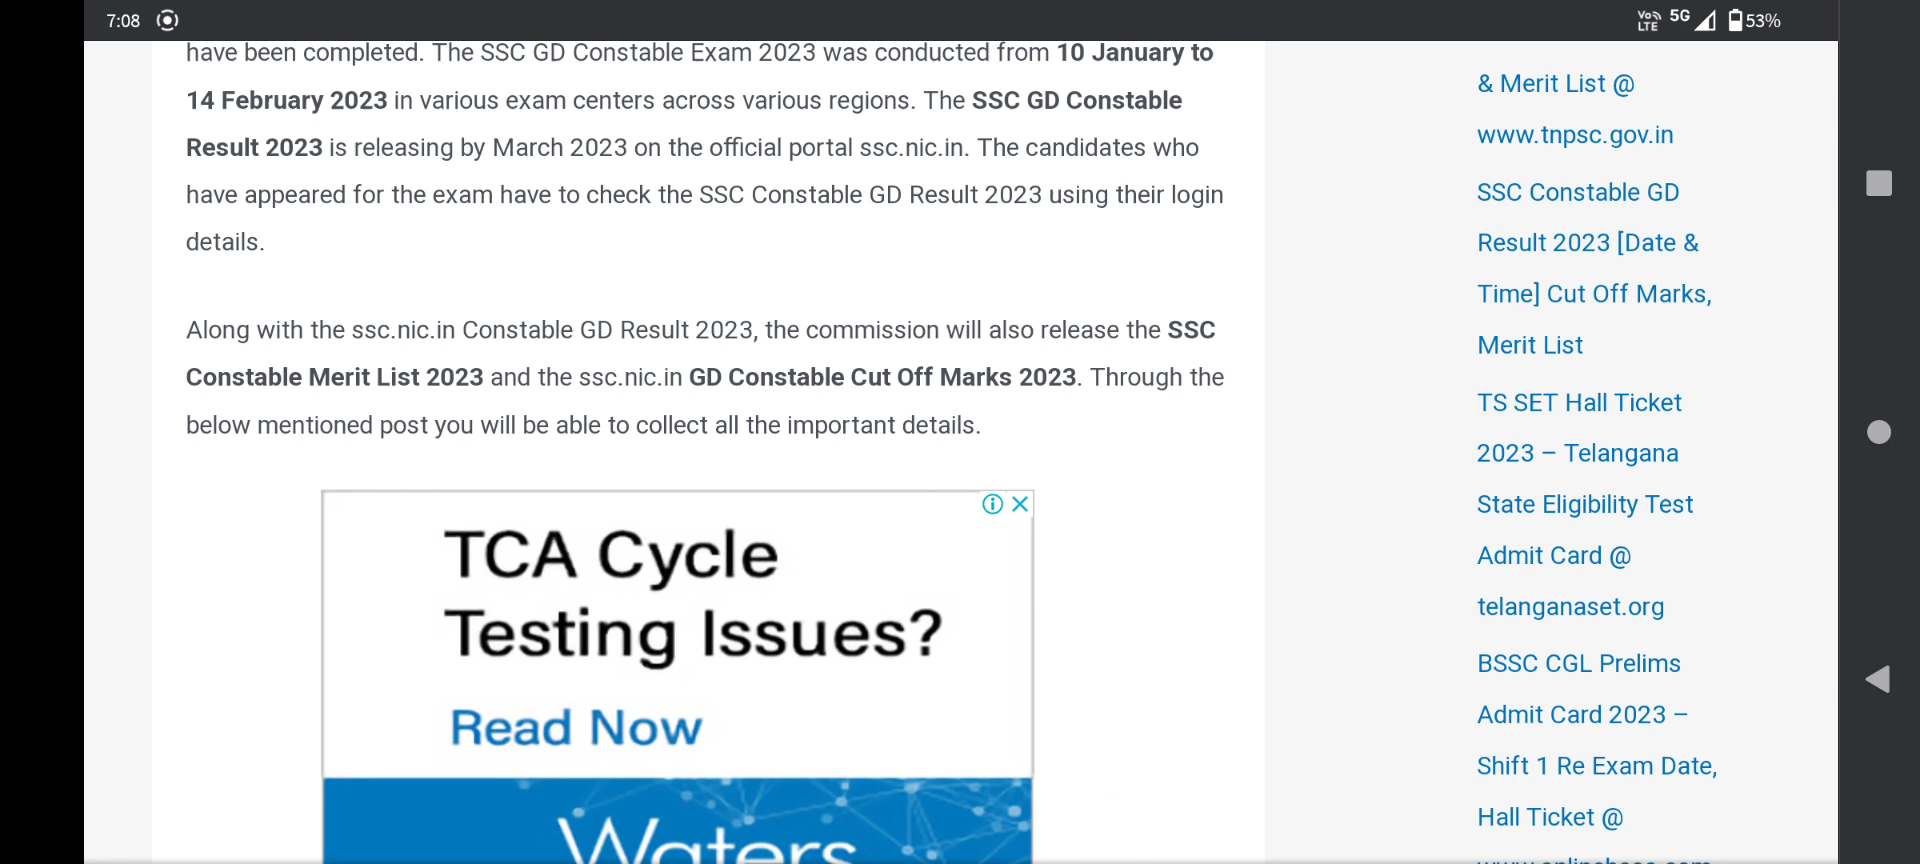 7:08
Vo LTE 5G 53%
have been completed. The SSC GD Constable Exam 2023 was conducted from 10 January to
14 February 2023 in various exam centers across various regions. The SSC GD Constable
Result 2023 is releasing by March 2023 on the official portal ssc.nic.in. The candidates who
have appeared for the exam have to check the SSC Constable GD Result 2023 using their login
details.
Along with the ssc.nic.in Constable GD Result 2023, the commission will also release the SSC
Constable Merit List 2023 and the ssc.nic.in GD Constable Cut Off Marks 2023. Through the
below mentioned post you will be able to collect all the important details.
TCA Cycle
Testing Issues?
Read Now
Waters
& Merit List @
www.tnpsc.gov.in
SSC Constable GD
Result 2023 [Date &
Time] Cut Off Marks,
Merit List
TS SET Hall Ticket
2023 – Telangana
State Eligibility Test
Admit Card @
telanganaset.org
BSSC CGL Prelims
Admit Card 2023 –
Shift 1 Re Exam Date,
Hall Ticket @